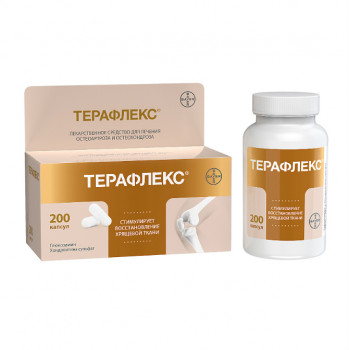 ТЕРАФЛЕКС®
ЛЕКАРСТВЕННОЕ СРЕДСТВО ДЛЯ ЛЕЧЕНИЯ
ОСТЕОАРТРОЗА И ОСТЕОХОНДРОЗА
ТЕРАФЛЕКС®
BAYER
200
капсул
СТИМУЛИРУЕТ
ВОССТАНОВЛЕНИЕ
ХРЯЩЕВОЙ ТКАНИ
Глюкозамин
Хондроитина сульфат
ТЕРАФЛЕКС®
СТИМУЛИРУЕТ
ВОССТАНОВЛЕНИЕ
ХРЯЩЕВОЙ ТКАНИ
200
капсул
BAYER